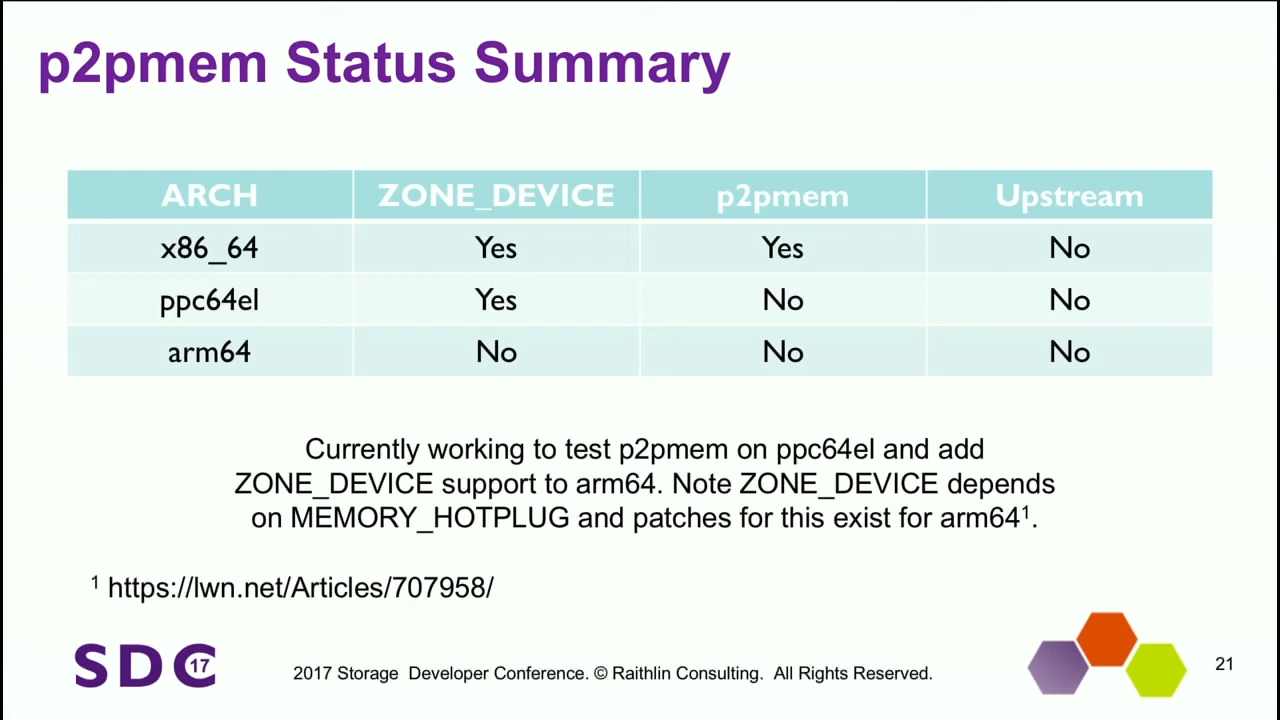 p2pmem Status Summary
ARCH ZONE_DEVICE p2pmem Upstream
x86_64 Yes Yes No
ppc64el Yes No No
arm64 No No No
Currently working to test p2pmem on ppc64el and add
ZONE_DEVICE support to arm64. Note ZONE_DEVICE depends
on MEMORY_HOTPLUG and patches for this exist for arm64¹.
¹ https://lwn.net/Articles/707958/
SDC 17
2017 Storage Developer Conference. © Raithlin Consulting. All Rights Reserved.
21